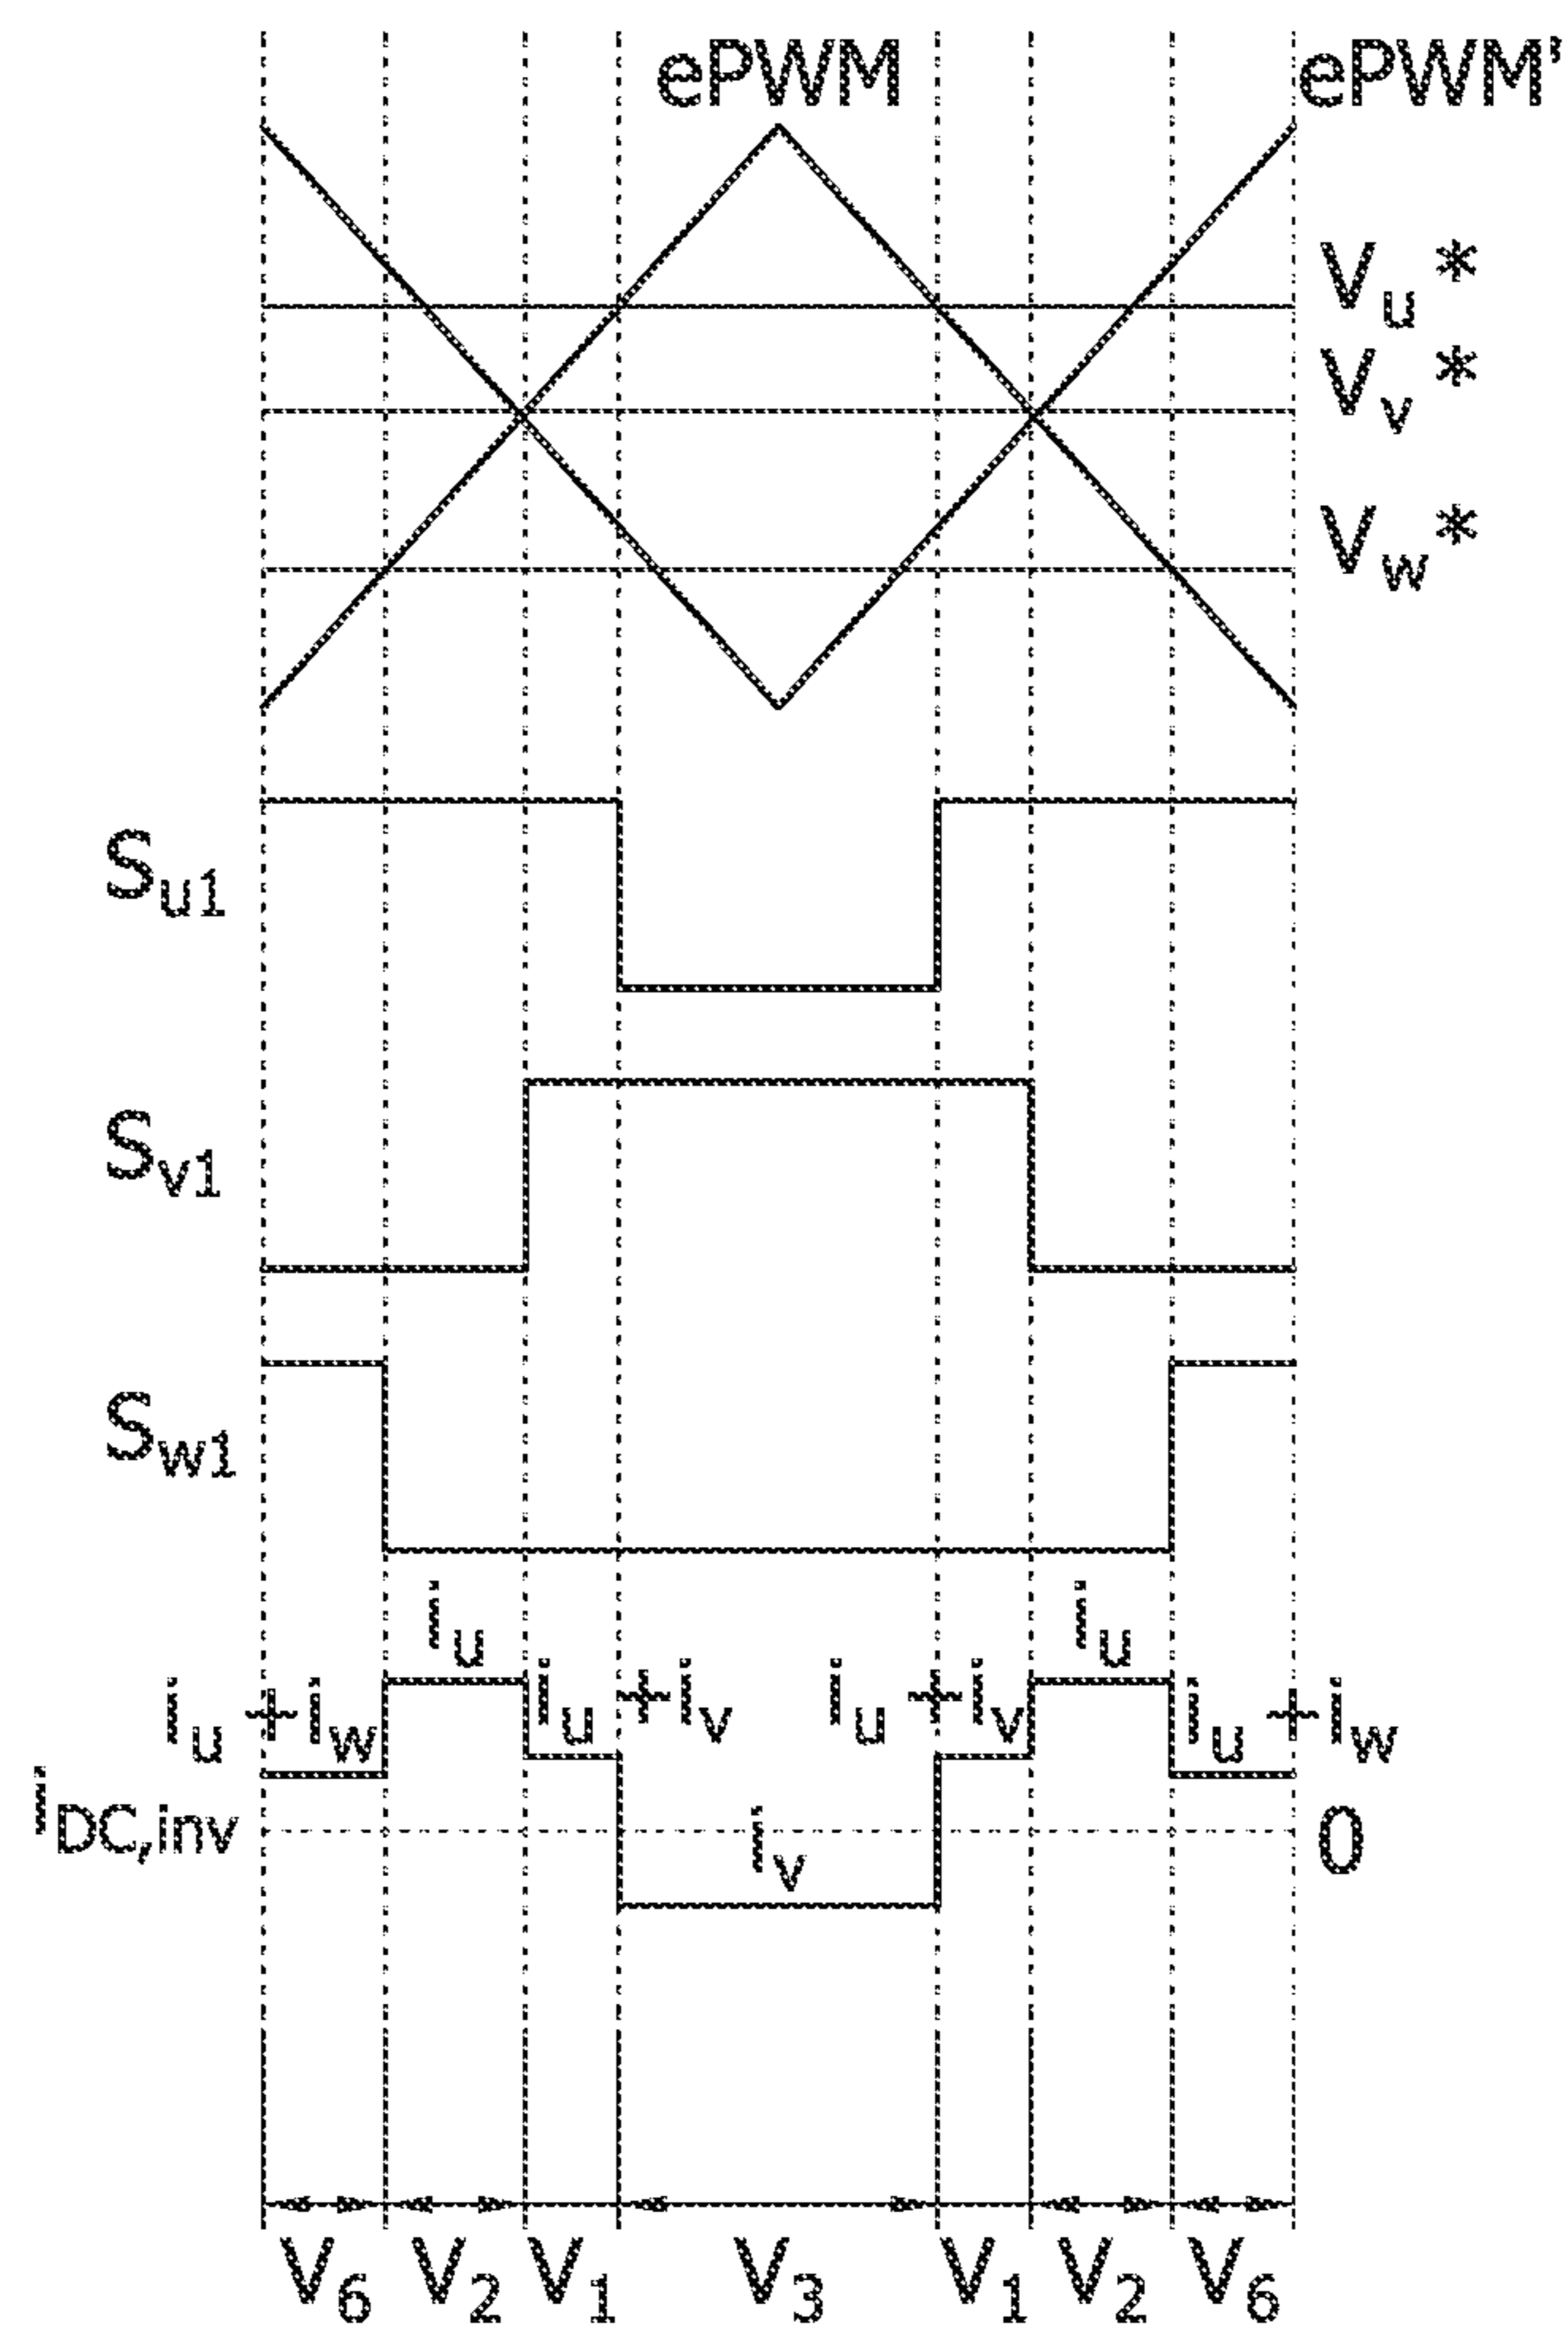 ePWM ePWM'
Vu*
Vv*
Vw*
Su1
Sv1
Sw1
iu iu
iu+iw iu+iv iu+iv iu+iw
iDC,inv iv 0
V6 V2 V1 V3 V1 V2 V6